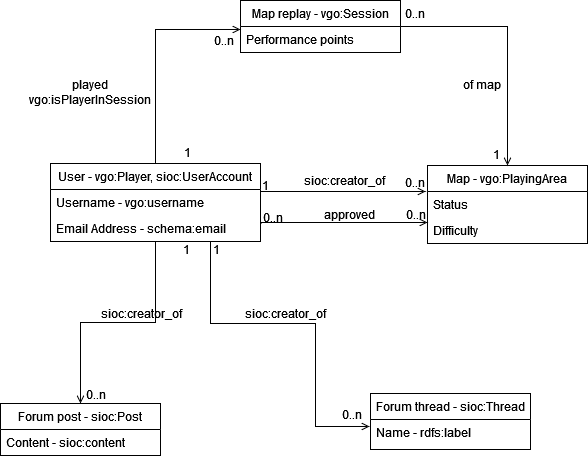 Map replay - vgo:Session
0..n
0..n
Performance points
played
vgo:isPlayerInSession
of map
1
1
User - vgo:Player, sioc:UserAccount
1
sioc:creator_of
0..n
Map - vgo:PlayingArea
Username - vgo:username
Status
0..n
approved
0..n
Email Address - schema:email
Difficulty
1
1
sioc:creator_of
sioc:creator_of
0..n
Forum post - sioc:Post
Content - sioc:content
0..n
Forum thread - sioc:Thread
Name - rdfs:label